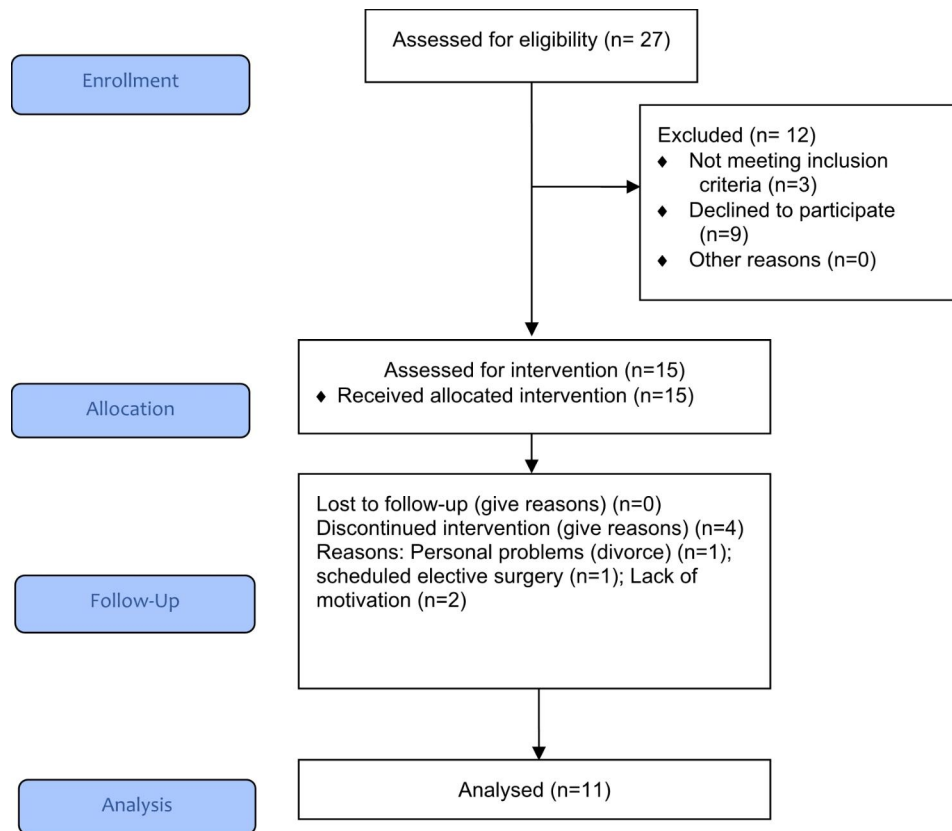 Assessed for eligibility (n= 27)
Enrollment
Excluded (n= 12)
♦ Not meeting inclusion
criteria (n=3)
♦ Declined to participate
(n=9)
♦ Other reasons (n=0)
Assessed for intervention (n=15)
♦ Received allocated intervention (n=15)
Allocation
Lost to follow-up (give reasons) (n=0)
Discontinued intervention (give reasons) (n=4)
Reasons: Personal problems (divorce) (n=1);
scheduled elective surgery (n=1); Lack of
motivation (n=2)
Follow-Up
Analysed (n=11)
Analysis